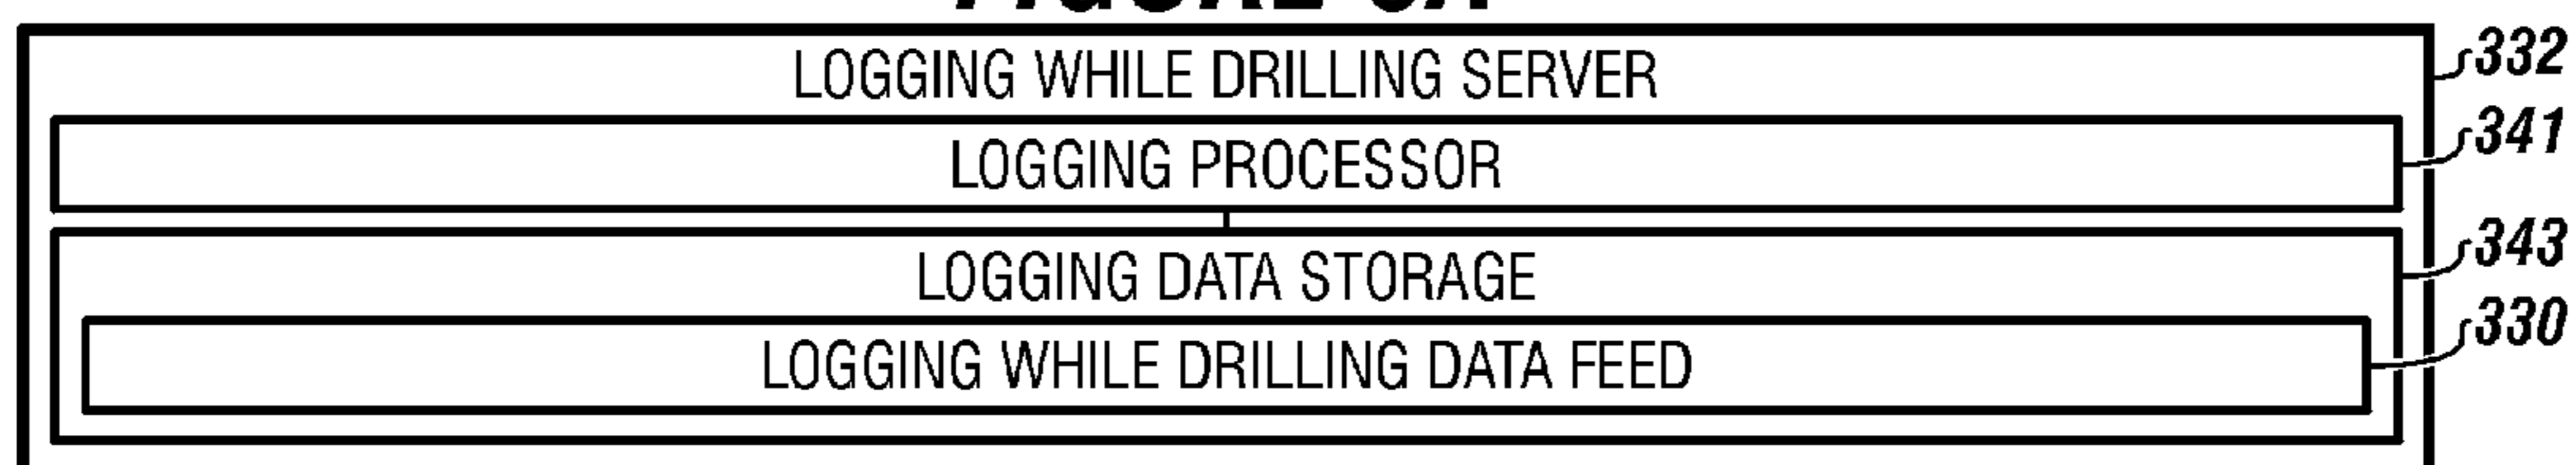 LOGGING WHILE DRILLING SERVER
332
LOGGING PROCESSOR
341
LOGGING DATA STORAGE
343
LOGGING WHILE DRILLING DATA FEED
330